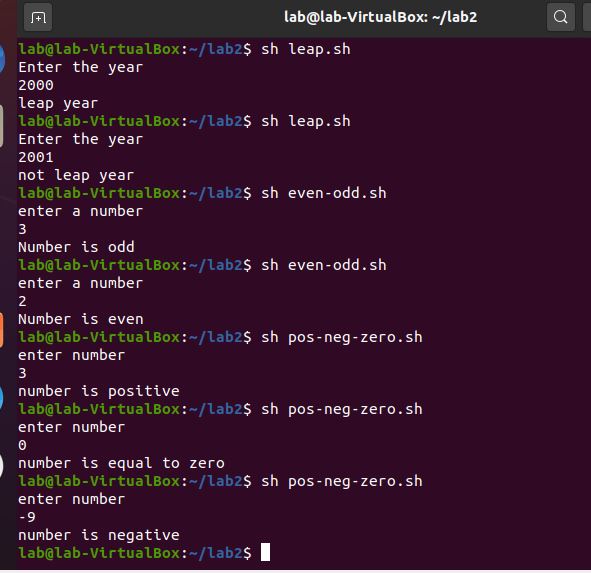 lab@lab-VirtualBox: ~/lab2
lab@lab-VirtualBox:~/lab2$ sh leap.sh
Enter the year
2000
leap year
lab@lab-VirtualBox:~/lab2$ sh leap.sh
Enter the year
2001
not leap year
lab@lab-VirtualBox:~/lab2$ sh even-odd.sh
enter a number
3
Number is odd
lab@lab-VirtualBox:~/lab2$ sh even-odd.sh
enter a number
2
Number is even
lab@lab-VirtualBox:~/lab2$ sh pos-neg-zero.sh
enter number
3
number is positive
lab@lab-VirtualBox:~/lab2$ sh pos-neg-zero.sh
enter number
0
number is equal to zero
lab@lab-VirtualBox:~/lab2$ sh pos-neg-zero.sh
enter number
-9
number is negative
lab@lab-VirtualBox:~/lab2$